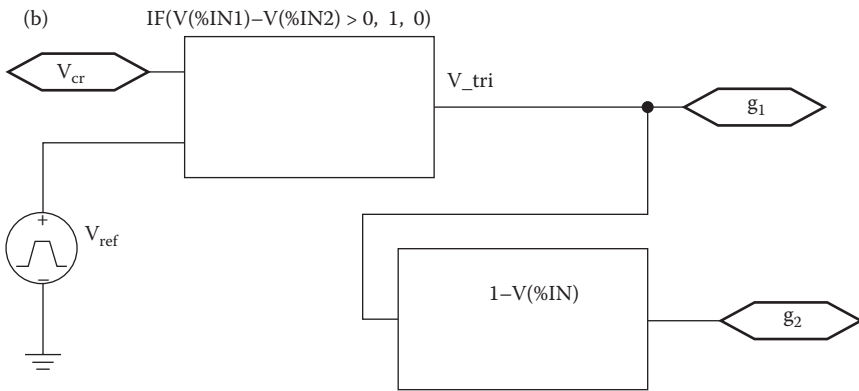 (b)
IF(V(%IN1)–V(%IN2) > 0, 1, 0)
V_cr
V_tri
g_1
+
V_ref
–
1–V(%IN)
g_2